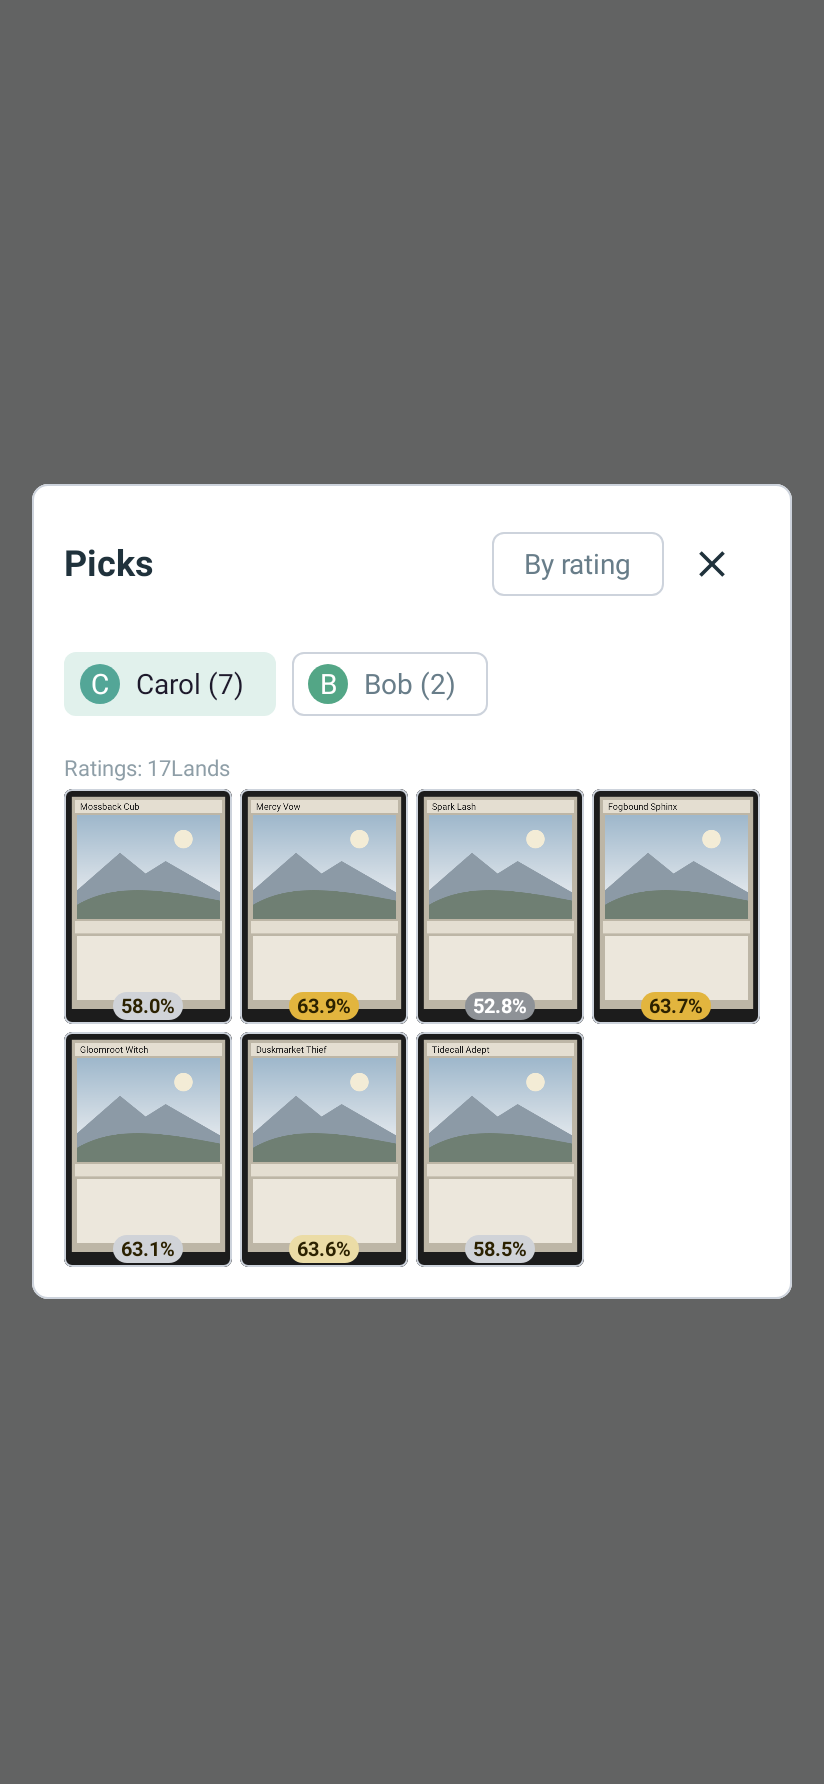 Picks
By rating
C Carol (7)
B Bob (2)
Ratings: 17Lands
Mossback Cub
Mercy Vow
Spark Lash
Fogbound Sphinx
58.0%
63.9%
52.8%
63.7%
Gloomroot Witch
Duskmarket Thief
Tidecall Adept
63.1%
63.6%
58.5%